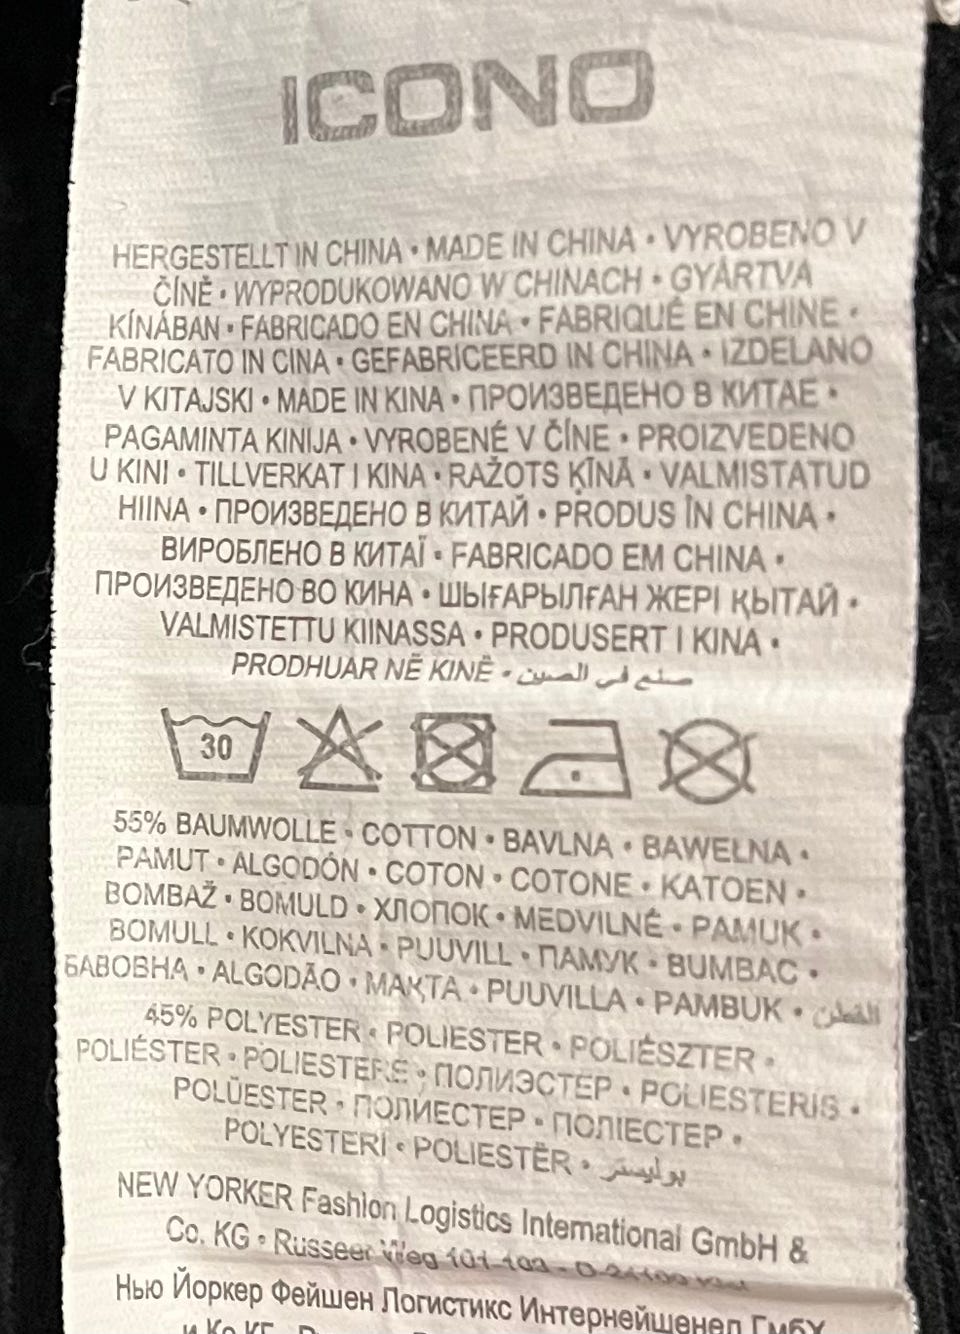 ICONO
HERGESTELLT IN CHINA • MADE IN CHINA • VYROBENO V
ČÍNĚ • WYPRODUKOWANO W CHINACH • GYÁRTVA
KÍNÁBAN • FABRICADO EN CHINA • FABRIQUÉ EN CHINE •
FABRICATO IN CINA • GEFABRICEERD IN CHINA • IZDELANO
V KITAJSKI • MADE IN KINA • ПРОИЗВЕДЕНО В КИТАЕ •
PAGAMINTA KINIJA • VYROBENÉ V ČÍNE • PROIZVEDENO
U KINI • TILLVERKAT I KINA • RAŽOTS ĶĪNĀ • VALMISTATUD
HIINA • ПРОИЗВЕДЕНО В КИТАЙ • PRODUS ÎN CHINA •
ВИРОБЛЕНО В КИТАЇ • FABRICADO EM CHINA •
ПРОИЗВЕДЕНО ВО КИНА • ШЫҒАРЫЛҒАН ЖЕРІ ҚЫТАЙ •
VALMISTETTU KIINASSA • PRODUSERT I KINA •
PRODHUAR NË KINË • صنع في الصين
30
55% BAUMWOLLE • COTTON • BAVLNA • BAWEŁNA •
PAMUT • ALGODÓN • COTON • COTONE • KATOEN •
BOMBAŽ • BOMULD • ХЛОПОК • MEDVILNĖ • PAMUK •
BOMULL • KOKVILNA • PUUVILL • ПАМУК • BUMBAC •
БАВОВНА • ALGODÃO • МАҚТА • PUUVILLA • PAMBUK • القطن
45% POLYESTER • POLIESTER • POLIÉSZTER •
POLIÉSTER • POLIESTERE • ПОЛИЭСТЕР • POLIESTERIS •
POLÜESTER • ПОЛИЕСТЕР • ПОЛІЕСТЕР •
POLYESTERI • POLIESTËR • بوليستر
NEW YORKER Fashion Logistics International GmbH &
Co. KG • Russeer Weg
Нью Йоркер Фейшен Логистикс Интернейшенел ГмбХ
и Ко КГ